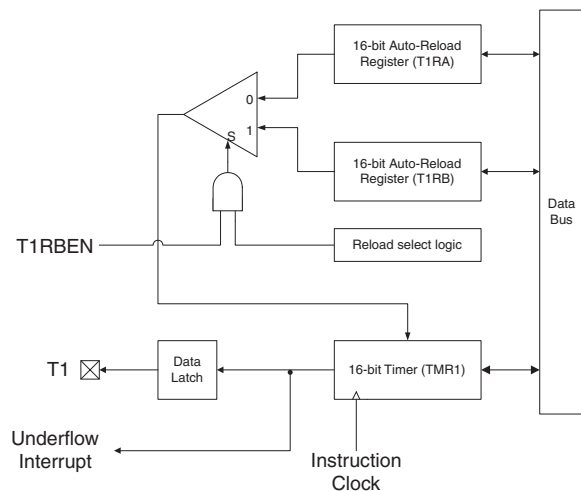 16-bit Auto-Reload
Register (T1RA)
0
1
S
16-bit Auto-Reload
Register (T1RB)
Data
Bus
T1RBEN
Reload select logic
T1
Data
Latch
16-bit Timer (TMR1)
Underflow
Interrupt
Instruction
Clock